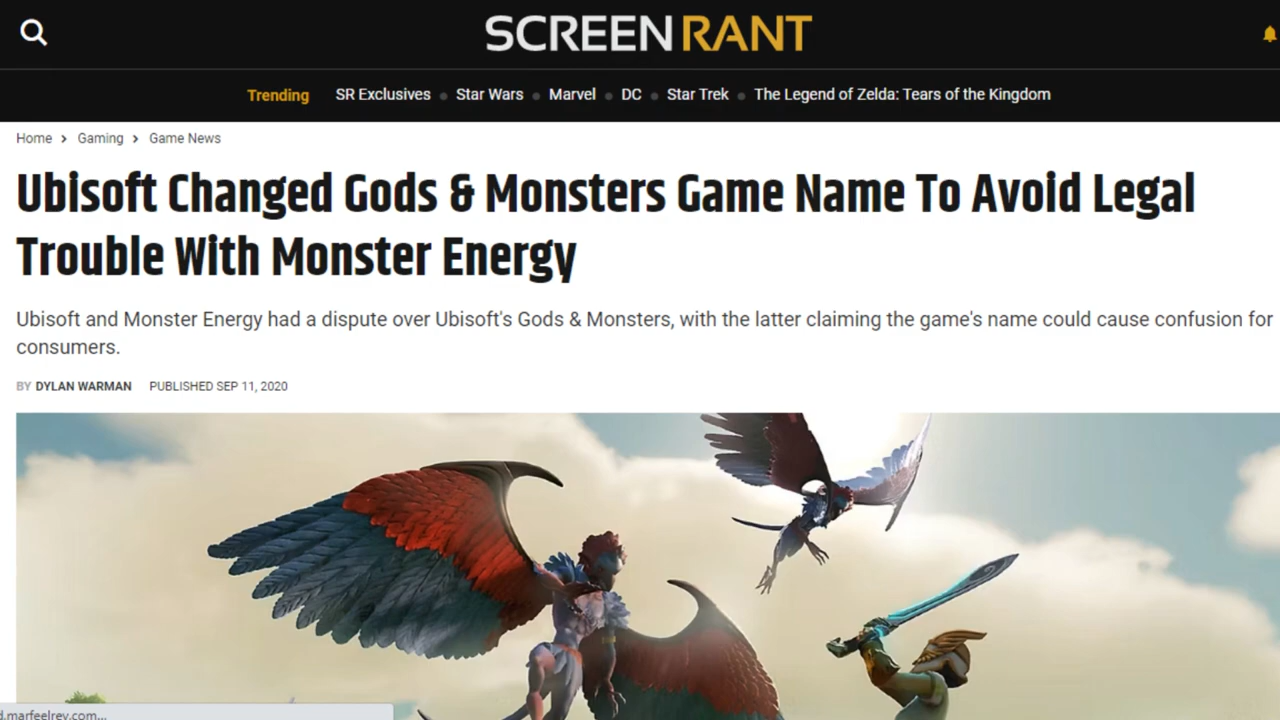 SCREENRANT
Trending SR Exclusives Star Wars Marvel DC Star Trek The Legend of Zelda: Tears of the Kingdom
Home > Gaming > Game News
Ubisoft Changed Gods & Monsters Game Name To Avoid Legal
Trouble With Monster Energy
Ubisoft and Monster Energy had a dispute over Ubisoft's Gods & Monsters, with the latter claiming the game's name could cause confusion for
consumers.
BY DYLAN WARMAN PUBLISHED SEP 11, 2020
d.marfeelrev.com...